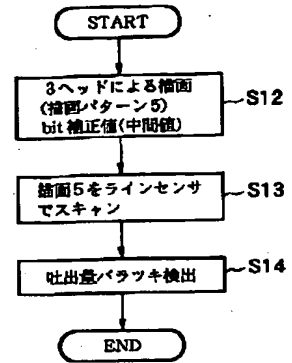 START
3ヘッドによる描画
(描画パターン5)
bit 補正値(中間値)
S12
描画5をラインセンサ
でスキャン
S13
吐出量バラツキ検出
S14
END